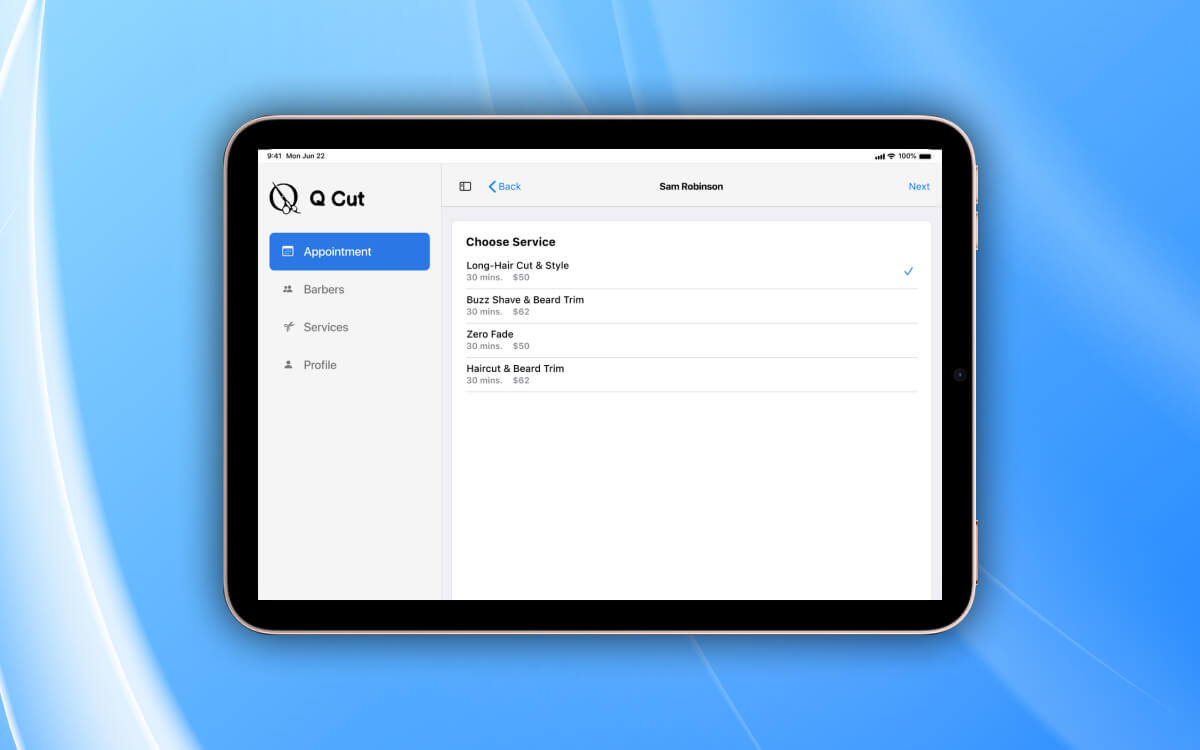 9:41 Mon Jun 22
100%
Q Cut
Back
Sam Robinson
Next
Appointment
Barbers
Services
Profile
Choose Service
Long-Hair Cut & Style
30 mins. $50
Buzz Shave & Beard Trim
30 mins. $62
Zero Fade
30 mins. $50
Haircut & Beard Trim
30 mins. $62